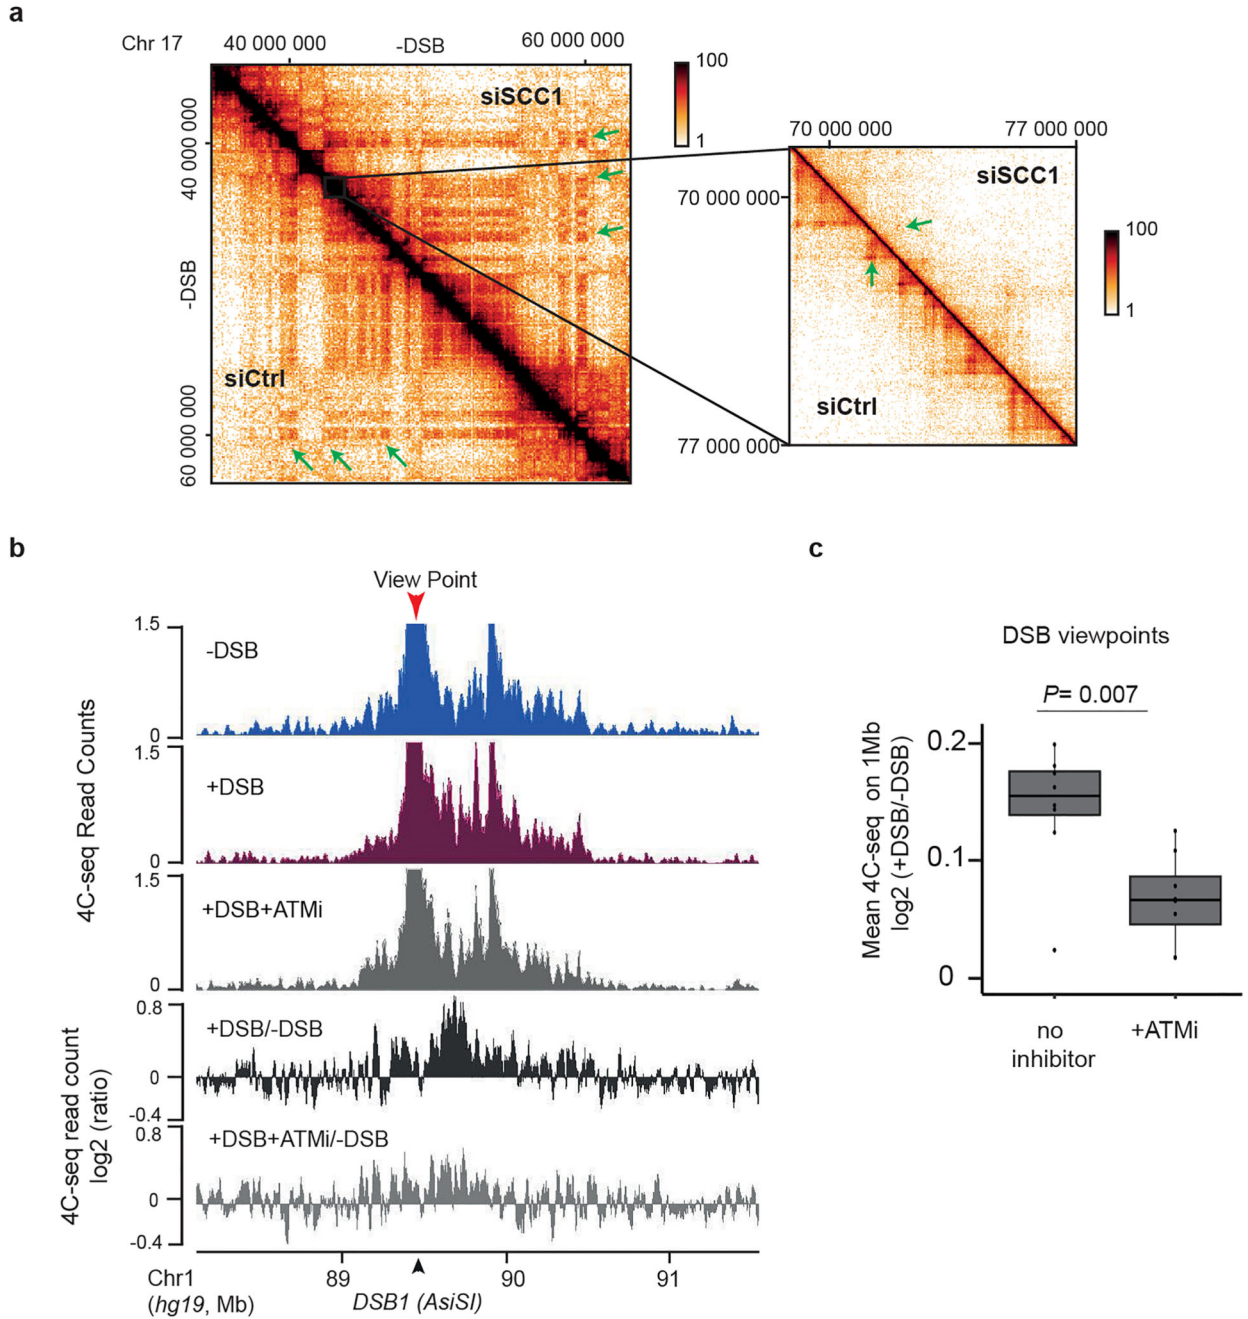 a
Chr 17
40 000 000
-DSB
60 000 000
siSCC1
100
1
40 000 000
-DSB
60 000 000
siCtrl
70 000 000
77 000 000
siSCC1
70 000 000
100
1
siCtrl
77 000 000
b
View Point
4C-seq Read Counts
1.5
-DSB
0
1.5
+DSB
0
1.5
+DSB+ATMi
0
4C-seq read count
log2 (ratio)
0.8
+DSB/-DSB
0
-0.4
0.8
+DSB+ATMi/-DSB
0
-0.4
Chr1
(hg19, Mb)
89
90
91
DSB1 (AsiSI)
c
DSB viewpoints
P= 0.007
Mean 4C-seq on 1Mb
log2 (+DSB/-DSB)
0.2
0.1
0
no
inhibitor
+ATMi